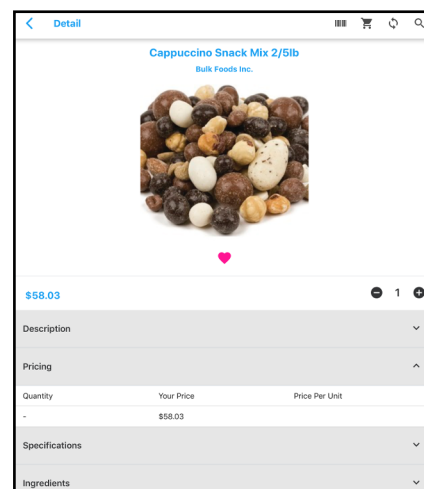 Detail
Cappuccino Snack Mix 2/5lb
Bulk Foods Inc.
$58.03
1
Description
Pricing
Quantity Your Price Price Per Unit
- $58.03
Specifications
Ingredients